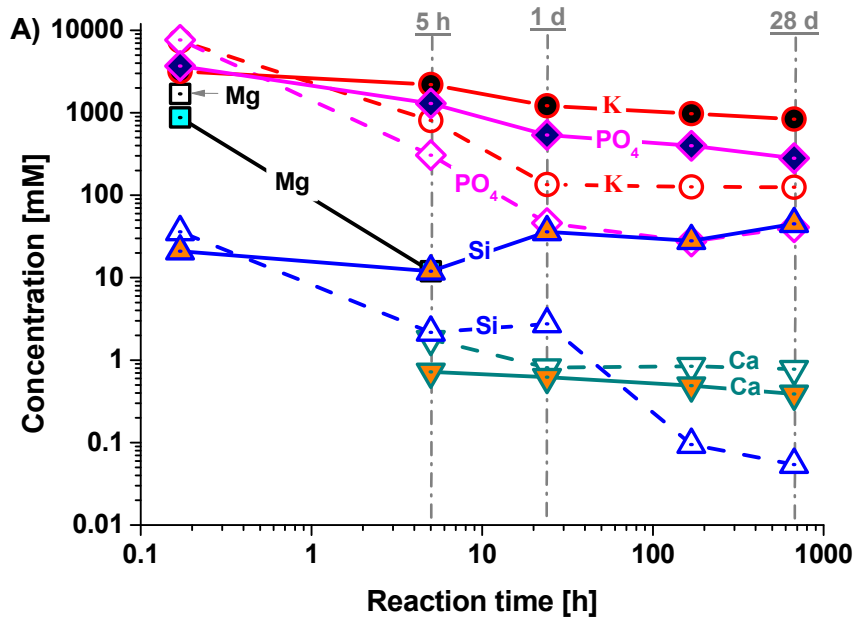 A)
5 h
1 d
28 d
10000
1000
100
10
1
0.1
0.01
Concentration [mM]
Mg
Mg
K
PO4
PO4
K
Si
Si
Ca
Ca
0.1
1
10
100
1000
Reaction time [h]